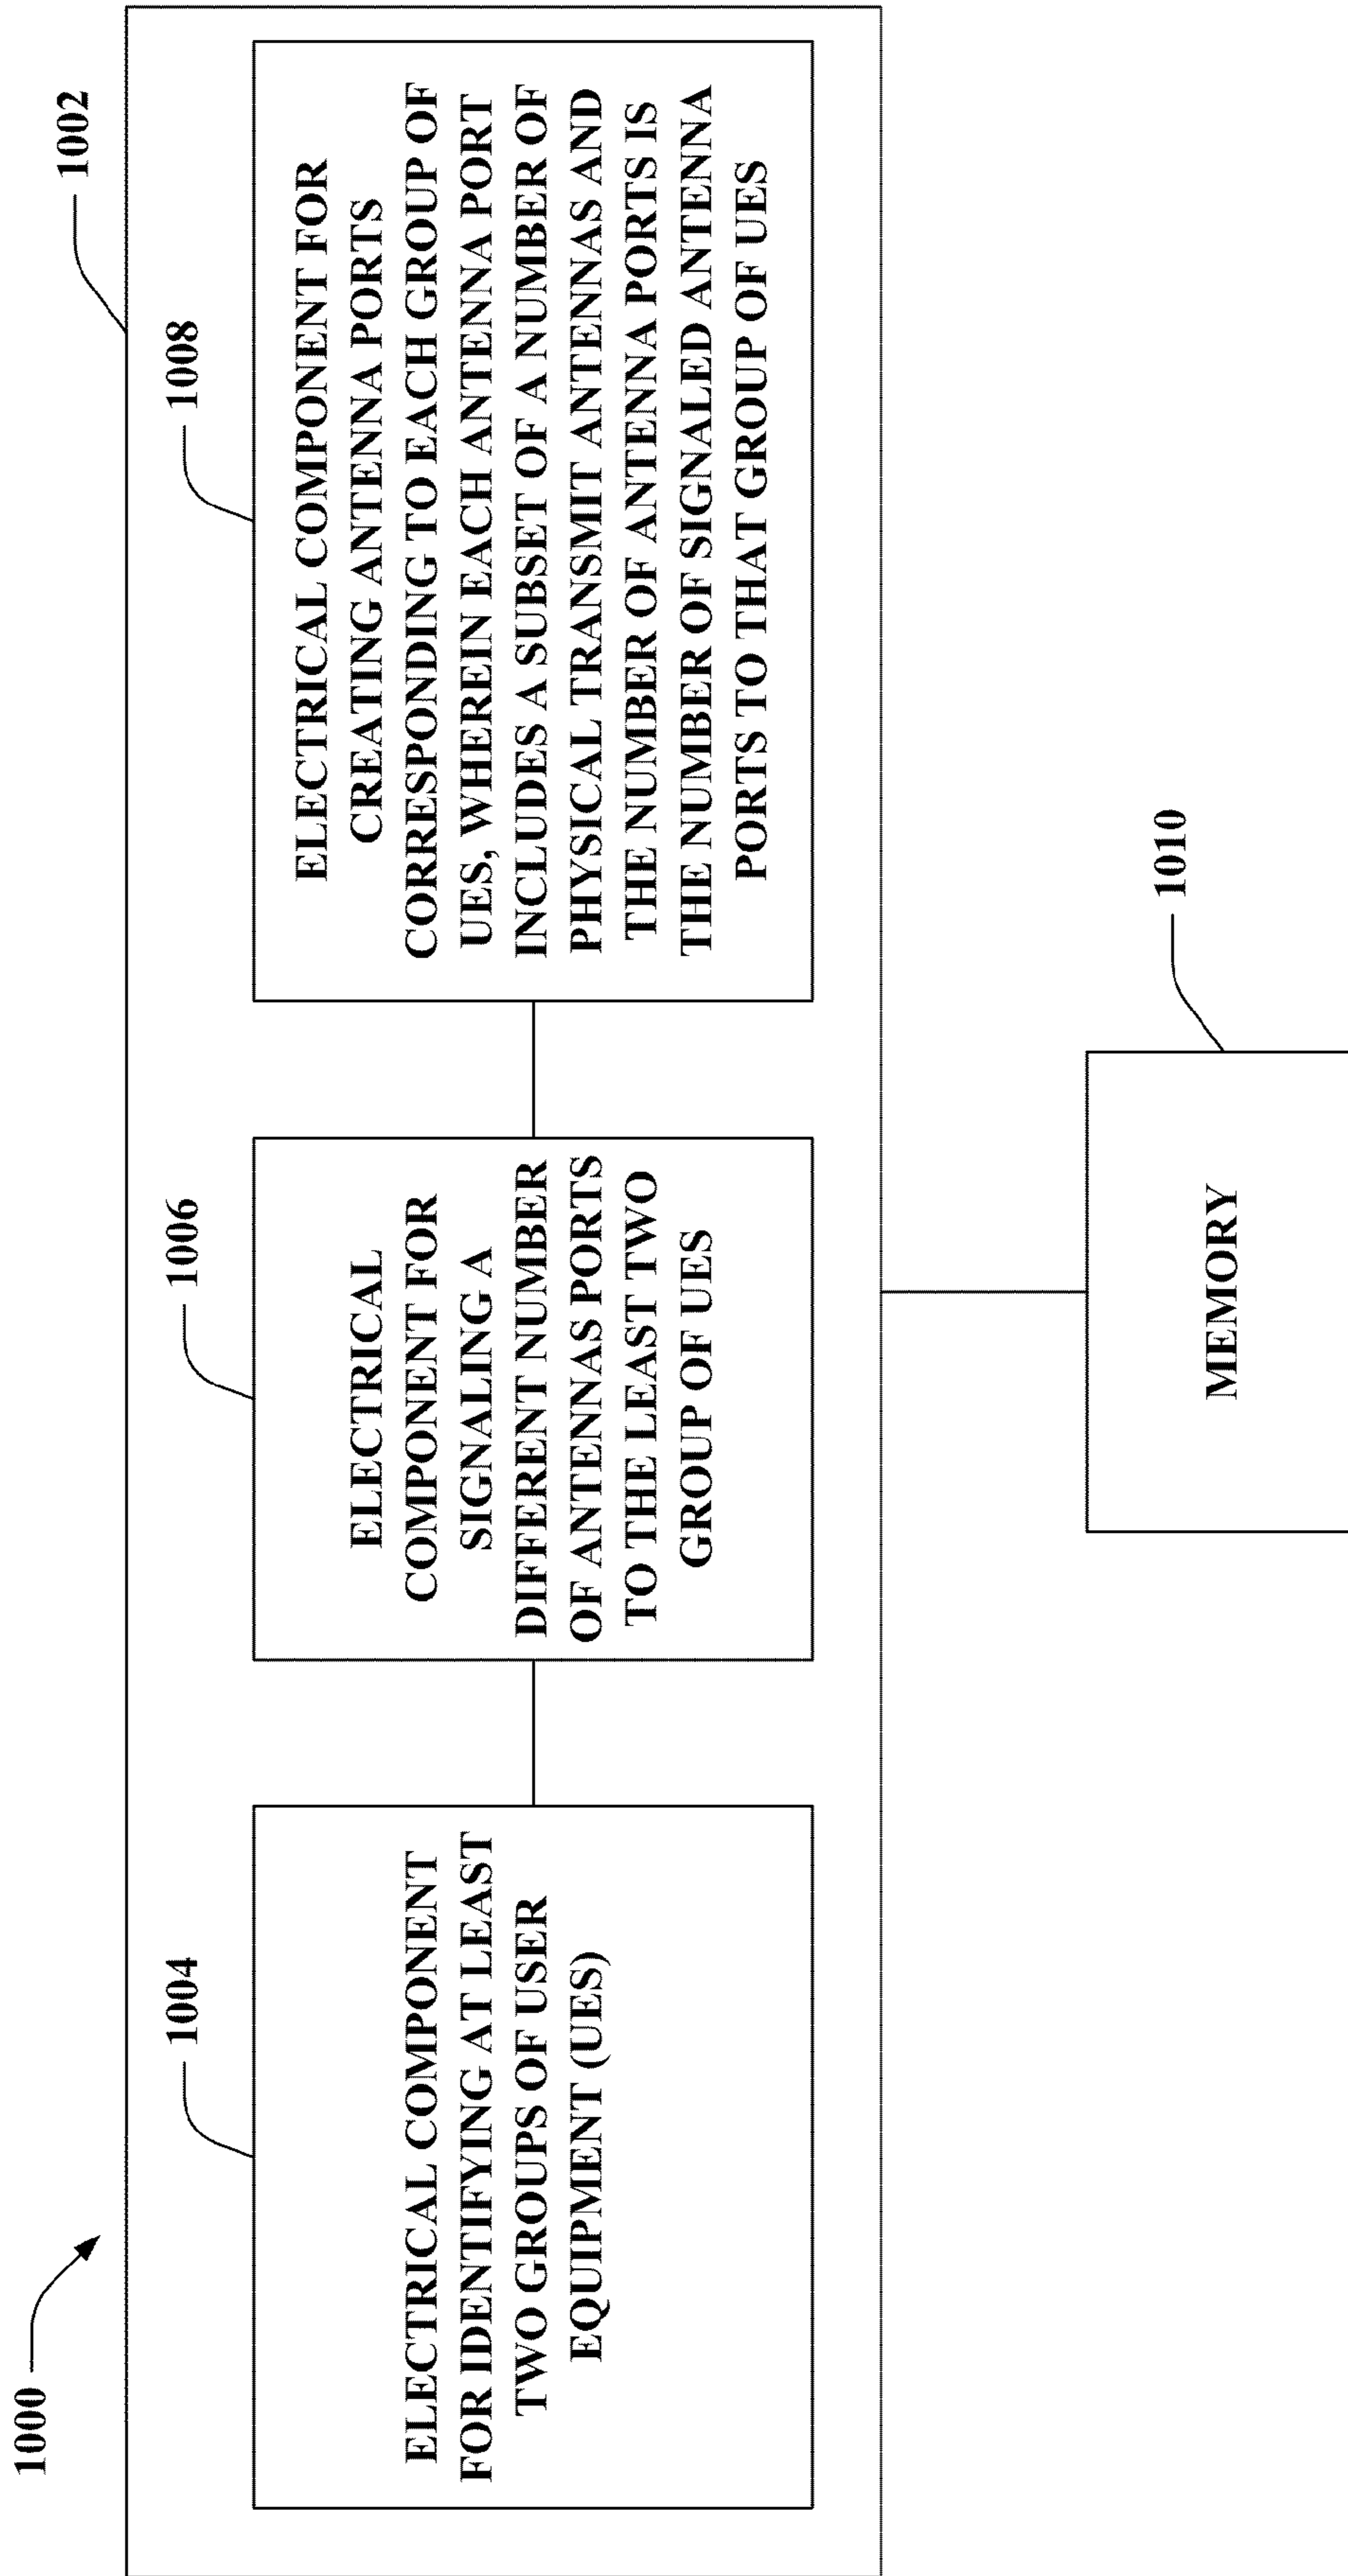 1000
1002
1004
ELECTRICAL COMPONENT
FOR IDENTIFYING AT LEAST
TWO GROUPS OF USER
EQUIPMENT (UES)
1006
ELECTRICAL
COMPONENT FOR
SIGNALING A
DIFFERENT NUMBER
OF ANTENNAS PORTS
TO THE LEAST TWO
GROUP OF UES
1008
ELECTRICAL COMPONENT FOR
CREATING ANTENNA PORTS
CORRESPONDING TO EACH GROUP OF
UES, WHEREIN EACH ANTENNA PORT
INCLUDES A SUBSET OF A NUMBER OF
PHYSICAL TRANSMIT ANTENNAS AND
THE NUMBER OF ANTENNA PORTS IS
THE NUMBER OF SIGNALED ANTENNA
PORTS TO THAT GROUP OF UES
1010
MEMORY